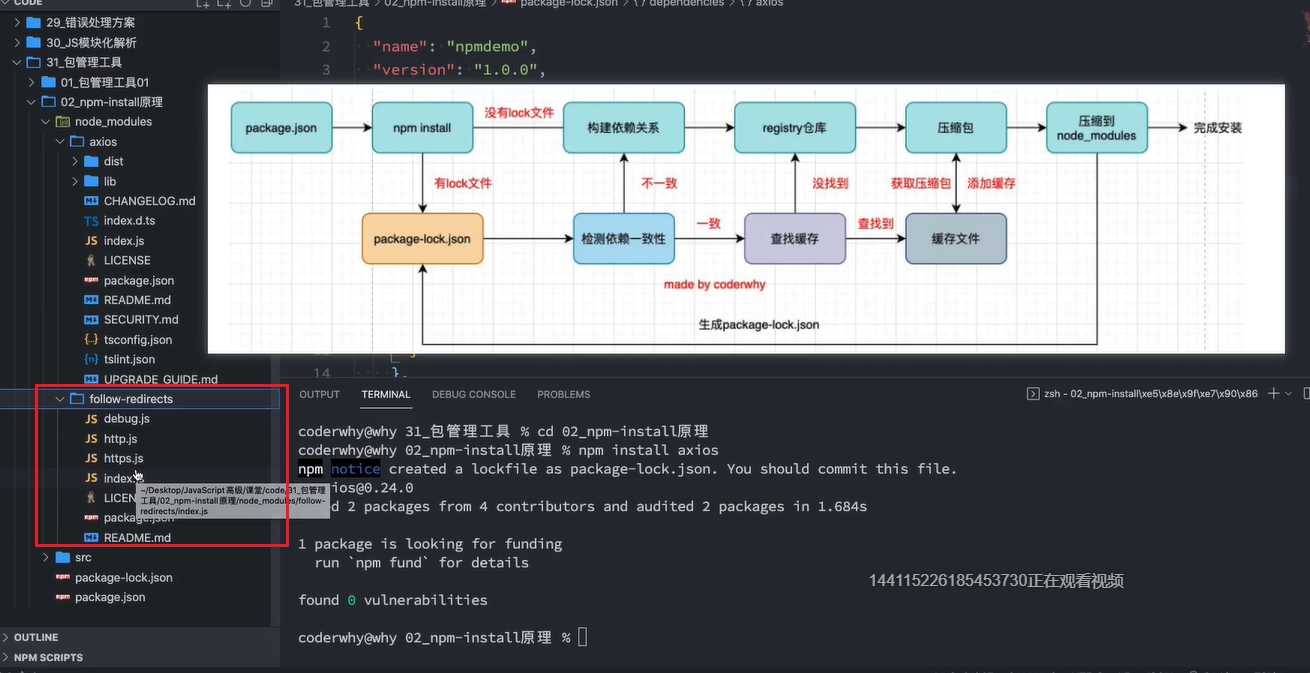 CODE
29_错误处理方案
30_JS模块化解析
31_包管理工具
01_包管理工具01
02_npm-install原理
node_modules
axios
dist
lib
CHANGELOG.md
TS index.d.ts
JS index.js
LICENSE
package.json
README.md
SECURITY.md
tsconfig.json
tslint.json
UPGRADE_GUIDE.md
follow-redirects
JS debug.js
JS http.js
JS https.js
JS index.js
LICEN
package.json
README.md
~/Desktop/JavaScript高级/课堂/code/31_包管理
工具/02_npm-install原理/node_modules/follow-
redirects/index.js
src
package-lock.json
package.json
OUTLINE
NPM SCRIPTS
31_包管理工具 > 02_npm-install原理 > package-lock.json > {} dependencies > {} axios
1 {
2 "name": "npmdemo",
3 "version": "1.0.0",
package.json
npm install
没有lock文件
构建依赖关系
registry仓库
压缩包
压缩到
node_modules
完成安装
有lock文件
不一致
没找到
获取压缩包
添加缓存
package-lock.json
检测依赖一致性
一致
查找缓存
查找到
缓存文件
made by coderwhy
生成package-lock.json
14 },
OUTPUT TERMINAL DEBUG CONSOLE PROBLEMS
zsh - 02_npm-install\xe5\x8e\x9f\xe7\x90\x86
coderwhy@why 31_包管理工具 % cd 02_npm-install原理
coderwhy@why 02_npm-install原理 % npm install axios
npm notice created a lockfile as package-lock.json. You should commit this file.
ios@0.24.0
d 2 packages from 4 contributors and audited 2 packages in 1.684s
1 package is looking for funding
run `npm fund` for details
found 0 vulnerabilities
coderwhy@why 02_npm-install原理 %
144115226185453730正在观看视频